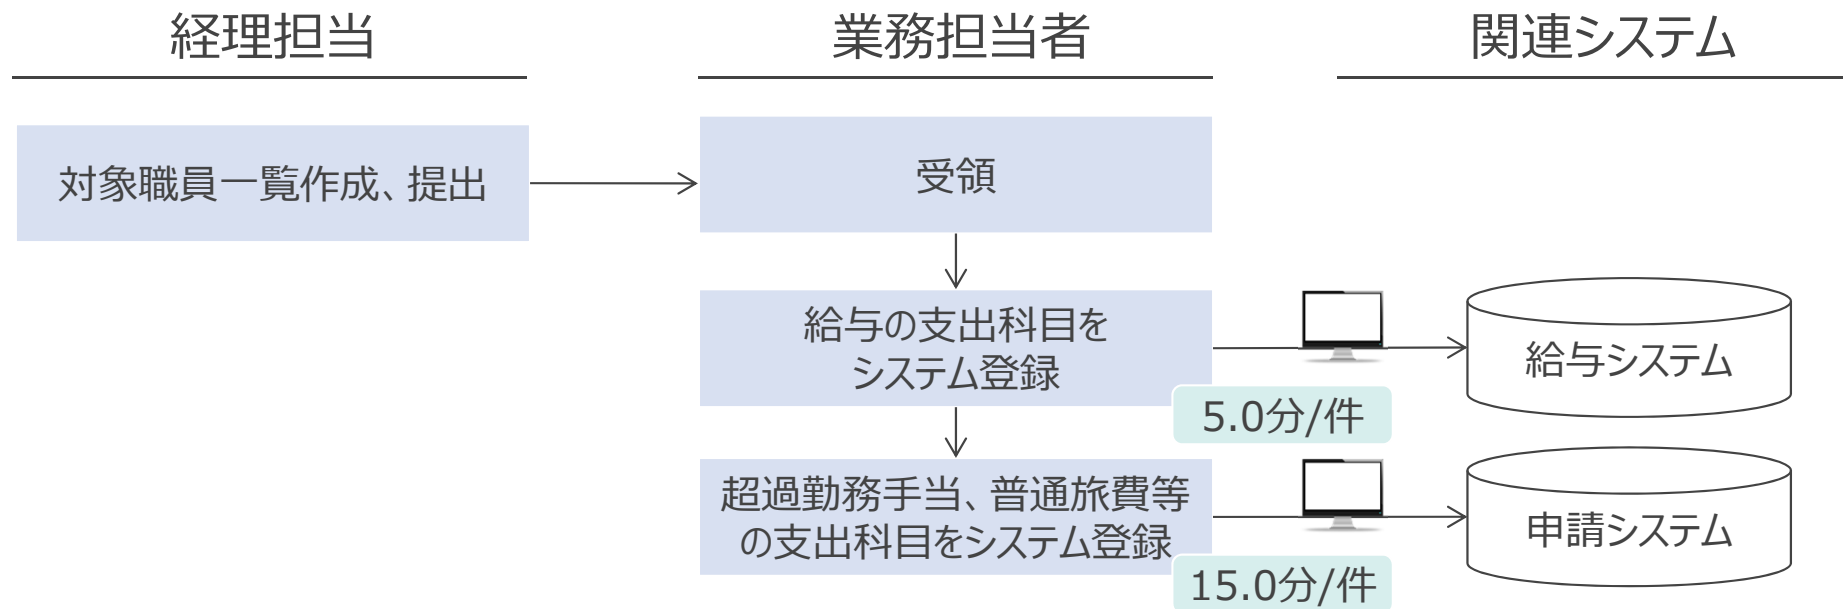 経理担当
業務担当者
関連システム
対象職員一覧作成、提出
受領
給与の支出科目を
システム登録
給与システム
5.0分/件
超過勤務手当、普通旅費等
の支出科目をシステム登録
申請システム
15.0分/件